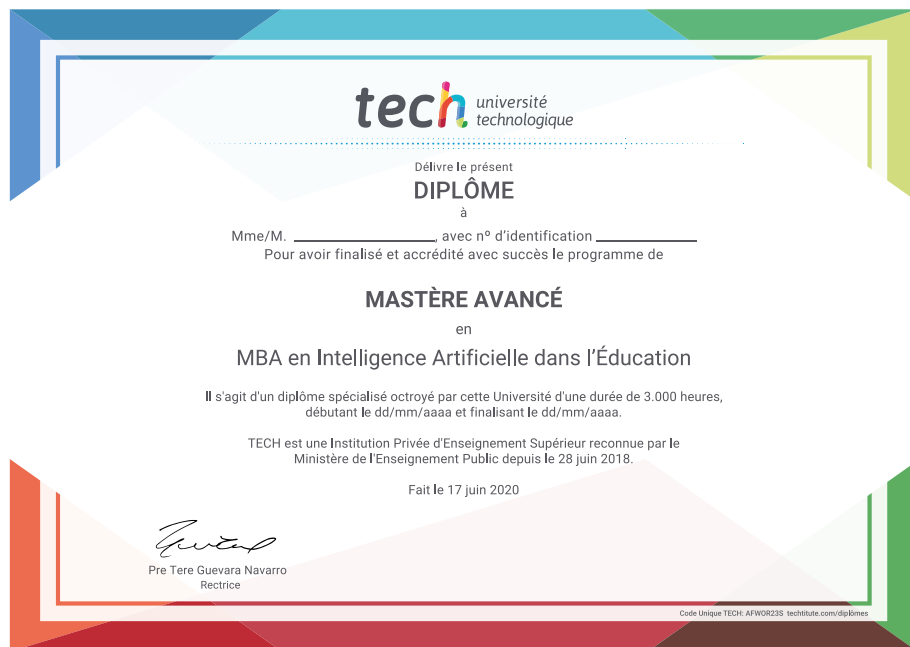 tech université
technologique
Délivre le présent
DIPLÔME
à
Mme/M. ____________________, avec nº d'identification ______________
Pour avoir finalisé et accrédité avec succès le programme de
MASTÈRE AVANCÉ
en
MBA en Intelligence Artificielle dans l'Éducation
Il s'agit d'un diplôme spécialisé octroyé par cette Université d'une durée de 3.000 heures,
débutant le dd/mm/aaaa et finalisant le dd/mm/aaaa.
TECH est une Institution Privée d'Enseignement Supérieur reconnue par le
Ministère de l'Enseignement Public depuis le 28 juin 2018.
Fait le 17 juin 2020
Pre Tere Guevara Navarro
Rectrice
Code Unique TECH: AFWOR23S techtitute.com/diplômes